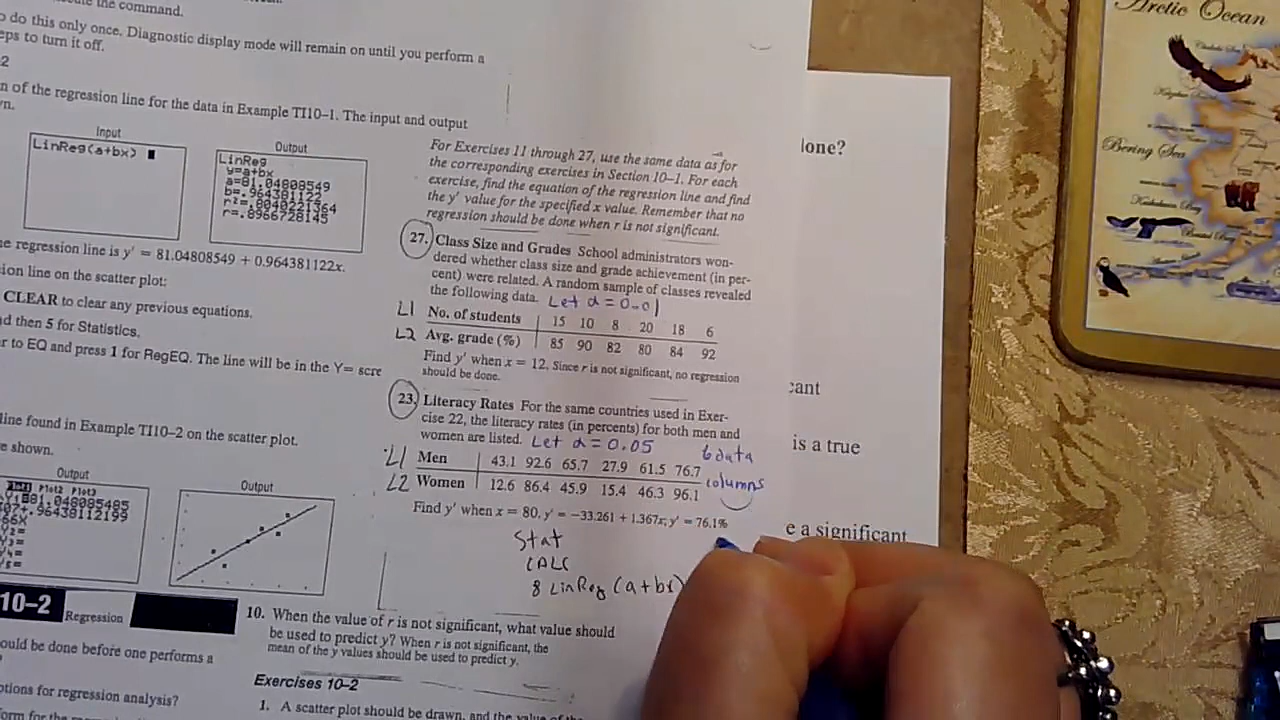 the command.
do this only once. Diagnostic display mode will remain on until you perform a
eps to turn it off.
2
n of the regression line for the data in Example TI10–1. The input and output
Input
Output
LinReg(a+bx)
LinReg
y=a+bx
a=81.04808549
b=.964381122
r²=.8040221364
r=.8966728145
e regression line is y′ = 81.04808549 + 0.964381122x.
ion line on the scatter plot:
CLEAR to clear any previous equations.
d then 5 for Statistics.
r to EQ and press 1 for RegEQ. The line will be in the Y= scre
line found in Example TI10–2 on the scatter plot.
e shown.
Output
Output
Plot1 Plot2 Plot3
10–2
Regression
ould be done before one performs a
ptions for regression analysis?
For Exercises 11 through 27, use the same data as for
the corresponding exercises in Section 10–1. For each
exercise, find the equation of the regression line and find
the y′ value for the specified x value. Remember that no
regression should be done when r is not significant.
27. Class Size and Grades School administrators won-
dered whether class size and grade achievement (in per-
cent) were related. A random sample of classes revealed
the following data. Let α = 0.01
L1 No. of students 15 10 8 20 18 6
L2 Avg. grade (%) 85 90 82 80 84 92
Find y′ when x = 12. Since r is not significant, no regression
should be done.
23. Literacy Rates For the same countries used in Exer-
cise 22, the literacy rates (in percents) for both men and
women are listed. Let α = 0.05
6 data
columns
L1 Men 43.1 92.6 65.7 27.9 61.5 76.7
L2 Women 12.6 86.4 45.9 15.4 46.3 96.1
Find y′ when x = 80. y′ = −33.261 + 1.367x; y′ = 76.1%
Stat
CALC
8 LinReg (a+bx)
10. When the value of r is not significant, what value should
be used to predict y? When r is not significant, the
mean of the y values should be used to predict y.
Exercises 10–2
1. A scatter plot should be drawn, and the value of the
lone?
cant
is a true
e a significant
Arctic Ocean
Bering Sea